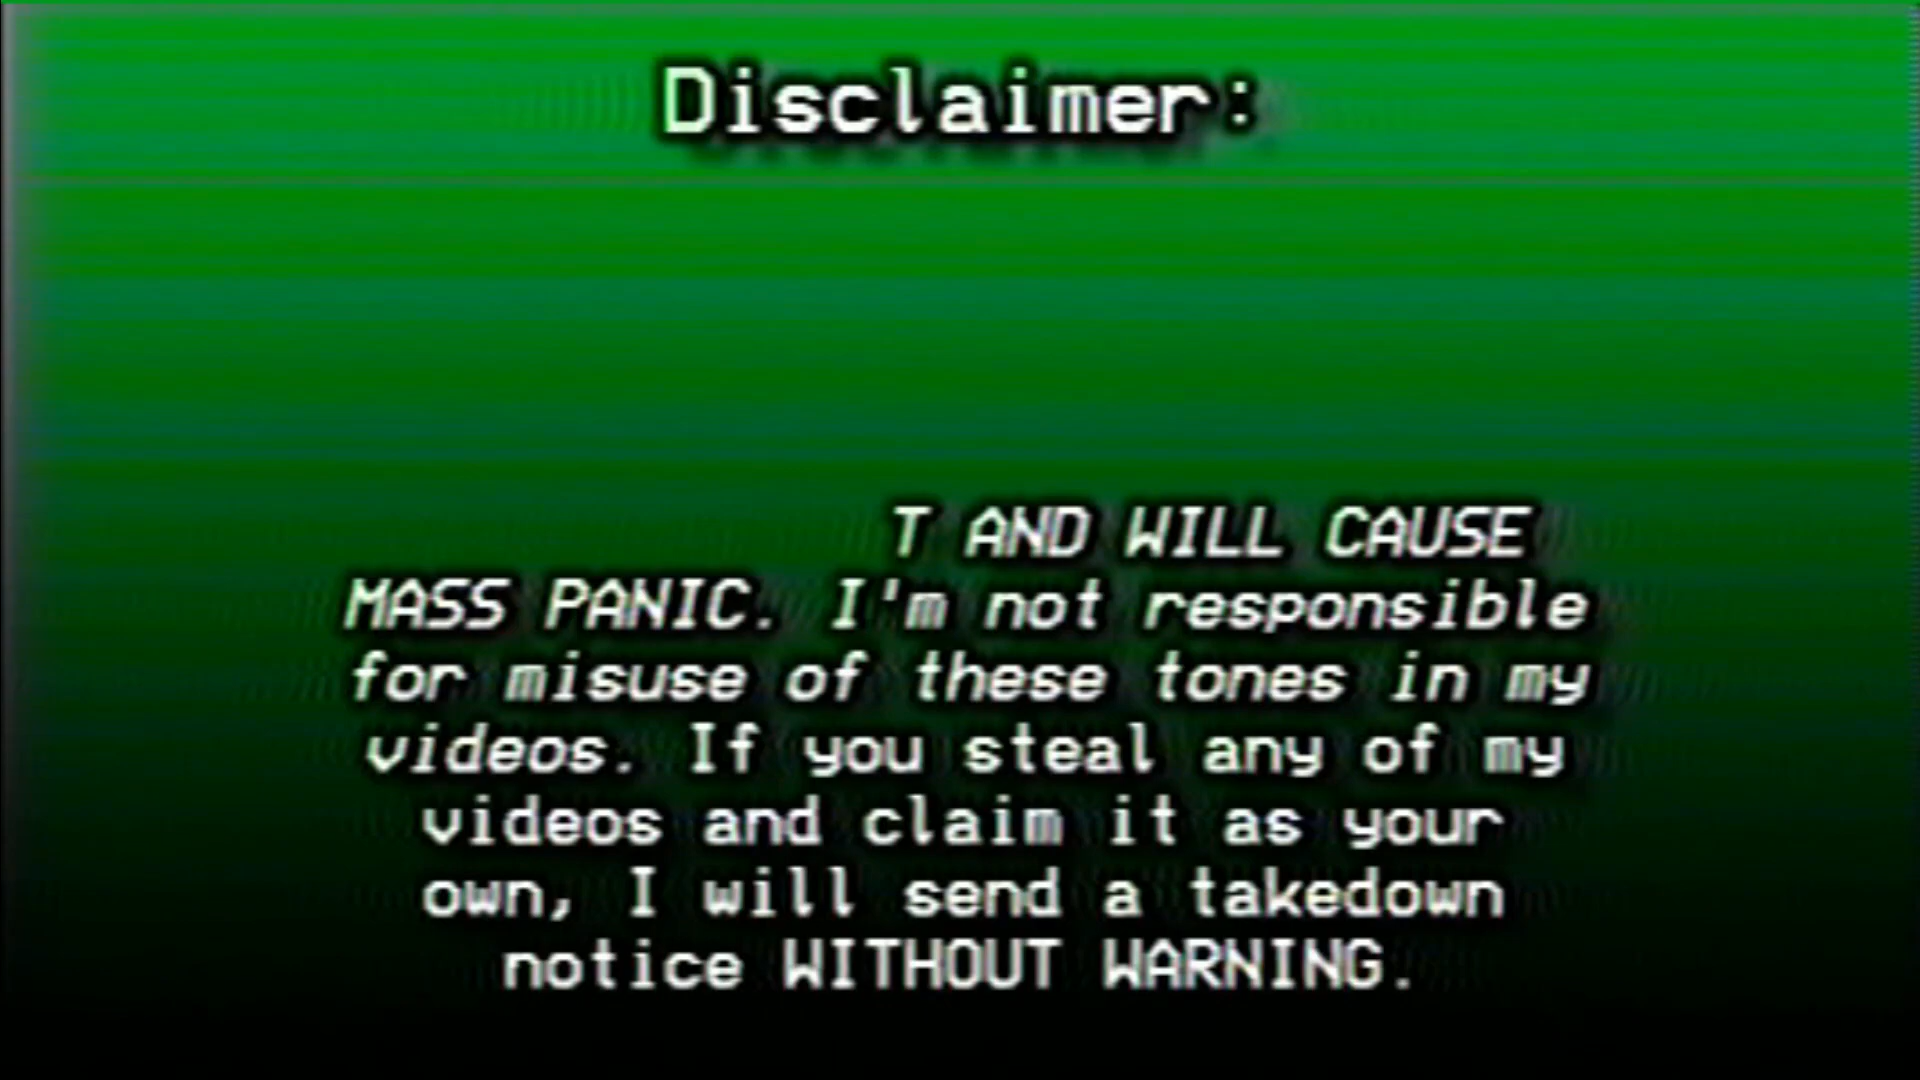 Disclaimer:
T AND WILL CAUSE
MASS PANIC. I'm not responsible
for misuse of these tones in my
videos. If you steal any of my
videos and claim it as your
own, I will send a takedown
notice WITHOUT WARNING.